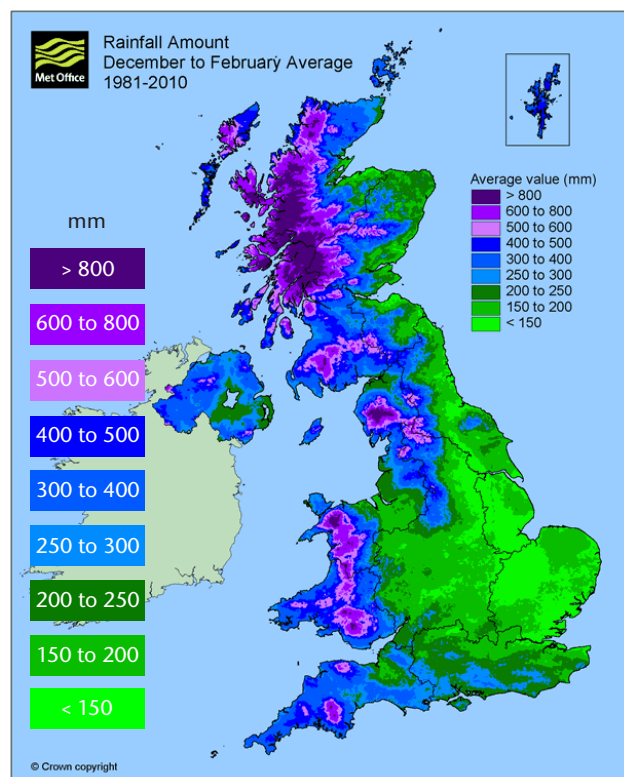 Met Office
Rainfall Amount
December to February Average
1981-2010
Average value (mm)
> 800
600 to 800
500 to 600
400 to 500
300 to 400
250 to 300
200 to 250
150 to 200
< 150
mm
> 800
600 to 800
500 to 600
400 to 500
300 to 400
250 to 300
200 to 250
150 to 200
< 150
© Crown copyright